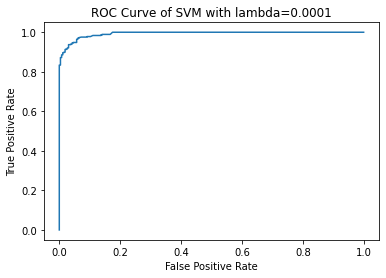 ROC Curve of SVM with lambda=0.0001
True Positive Rate
1.0
0.8
0.6
0.4
0.2
0.0
0.0 0.2 0.4 0.6 0.8 1.0
False Positive Rate